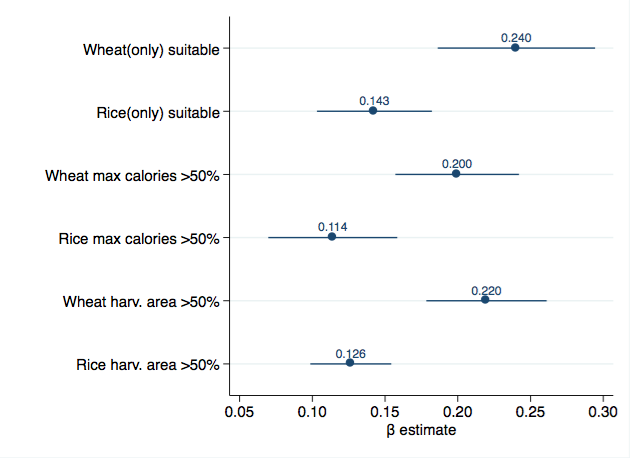 Wheat(only) suitable
0.240
Rice(only) suitable
0.143
Wheat max calories >50%
0.200
Rice max calories >50%
0.114
Wheat harv. area >50%
0.220
Rice harv. area >50%
0.126
0.05 0.10 0.15 0.20 0.25 0.30
β estimate